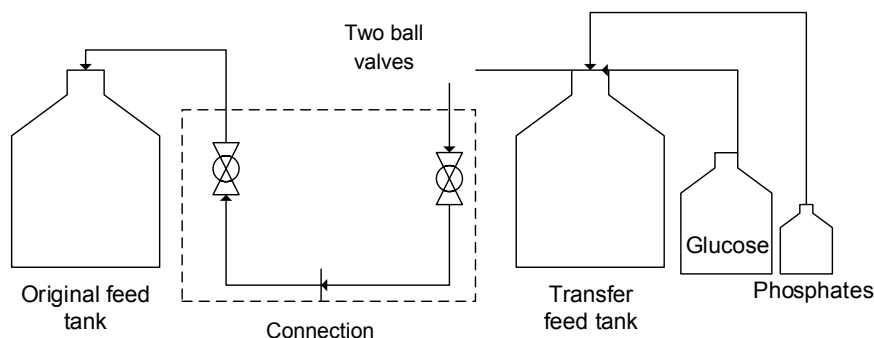 Two ball
valves
Glucose
Original feed
tank
Connection
Transfer
feed tank
Phosphates